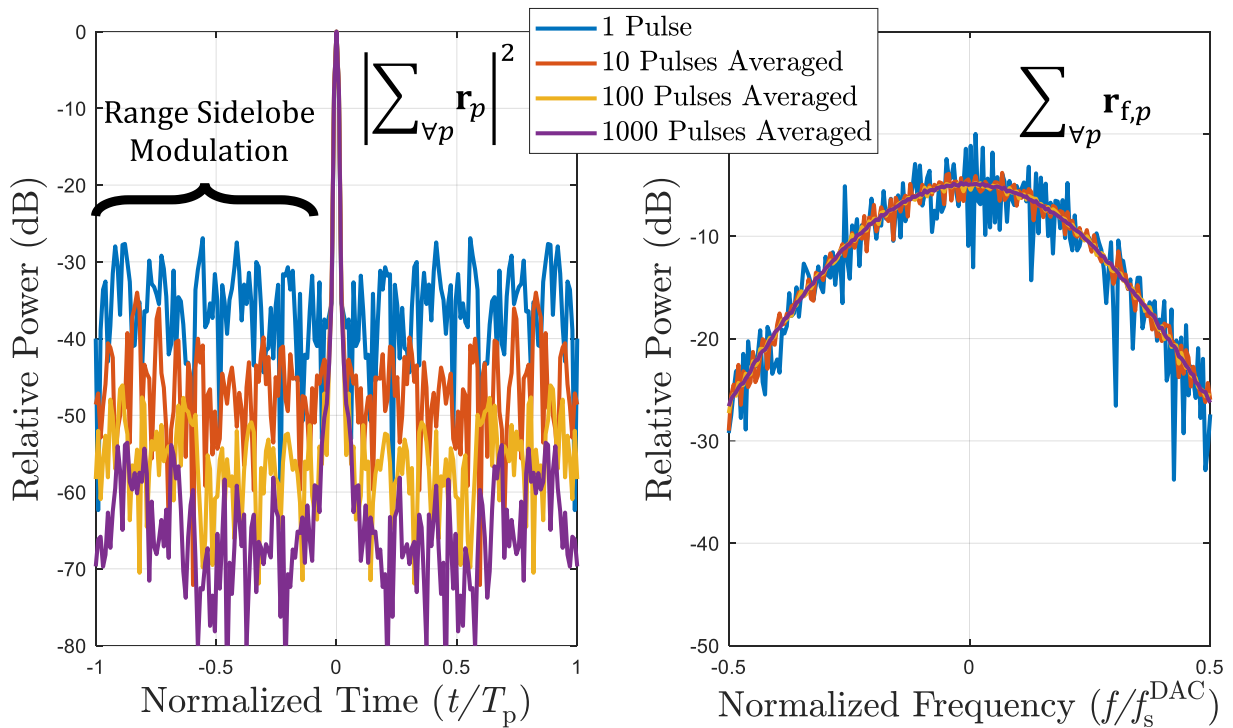 1 Pulse
10 Pulses Averaged
100 Pulses Averaged
1000 Pulses Averaged
Range Sidelobe
Modulation
|∑∀p rp|²
0
-10
-20
-30
-40
-50
-60
-70
-80
-1
-0.5
0
0.5
1
Relative Power (dB)
Normalized Time (t/Tp)
∑∀p rf,p
-10
-20
-30
-40
-50
-0.5
0
0.5
Relative Power (dB)
Normalized Frequency (f/fsDAC)